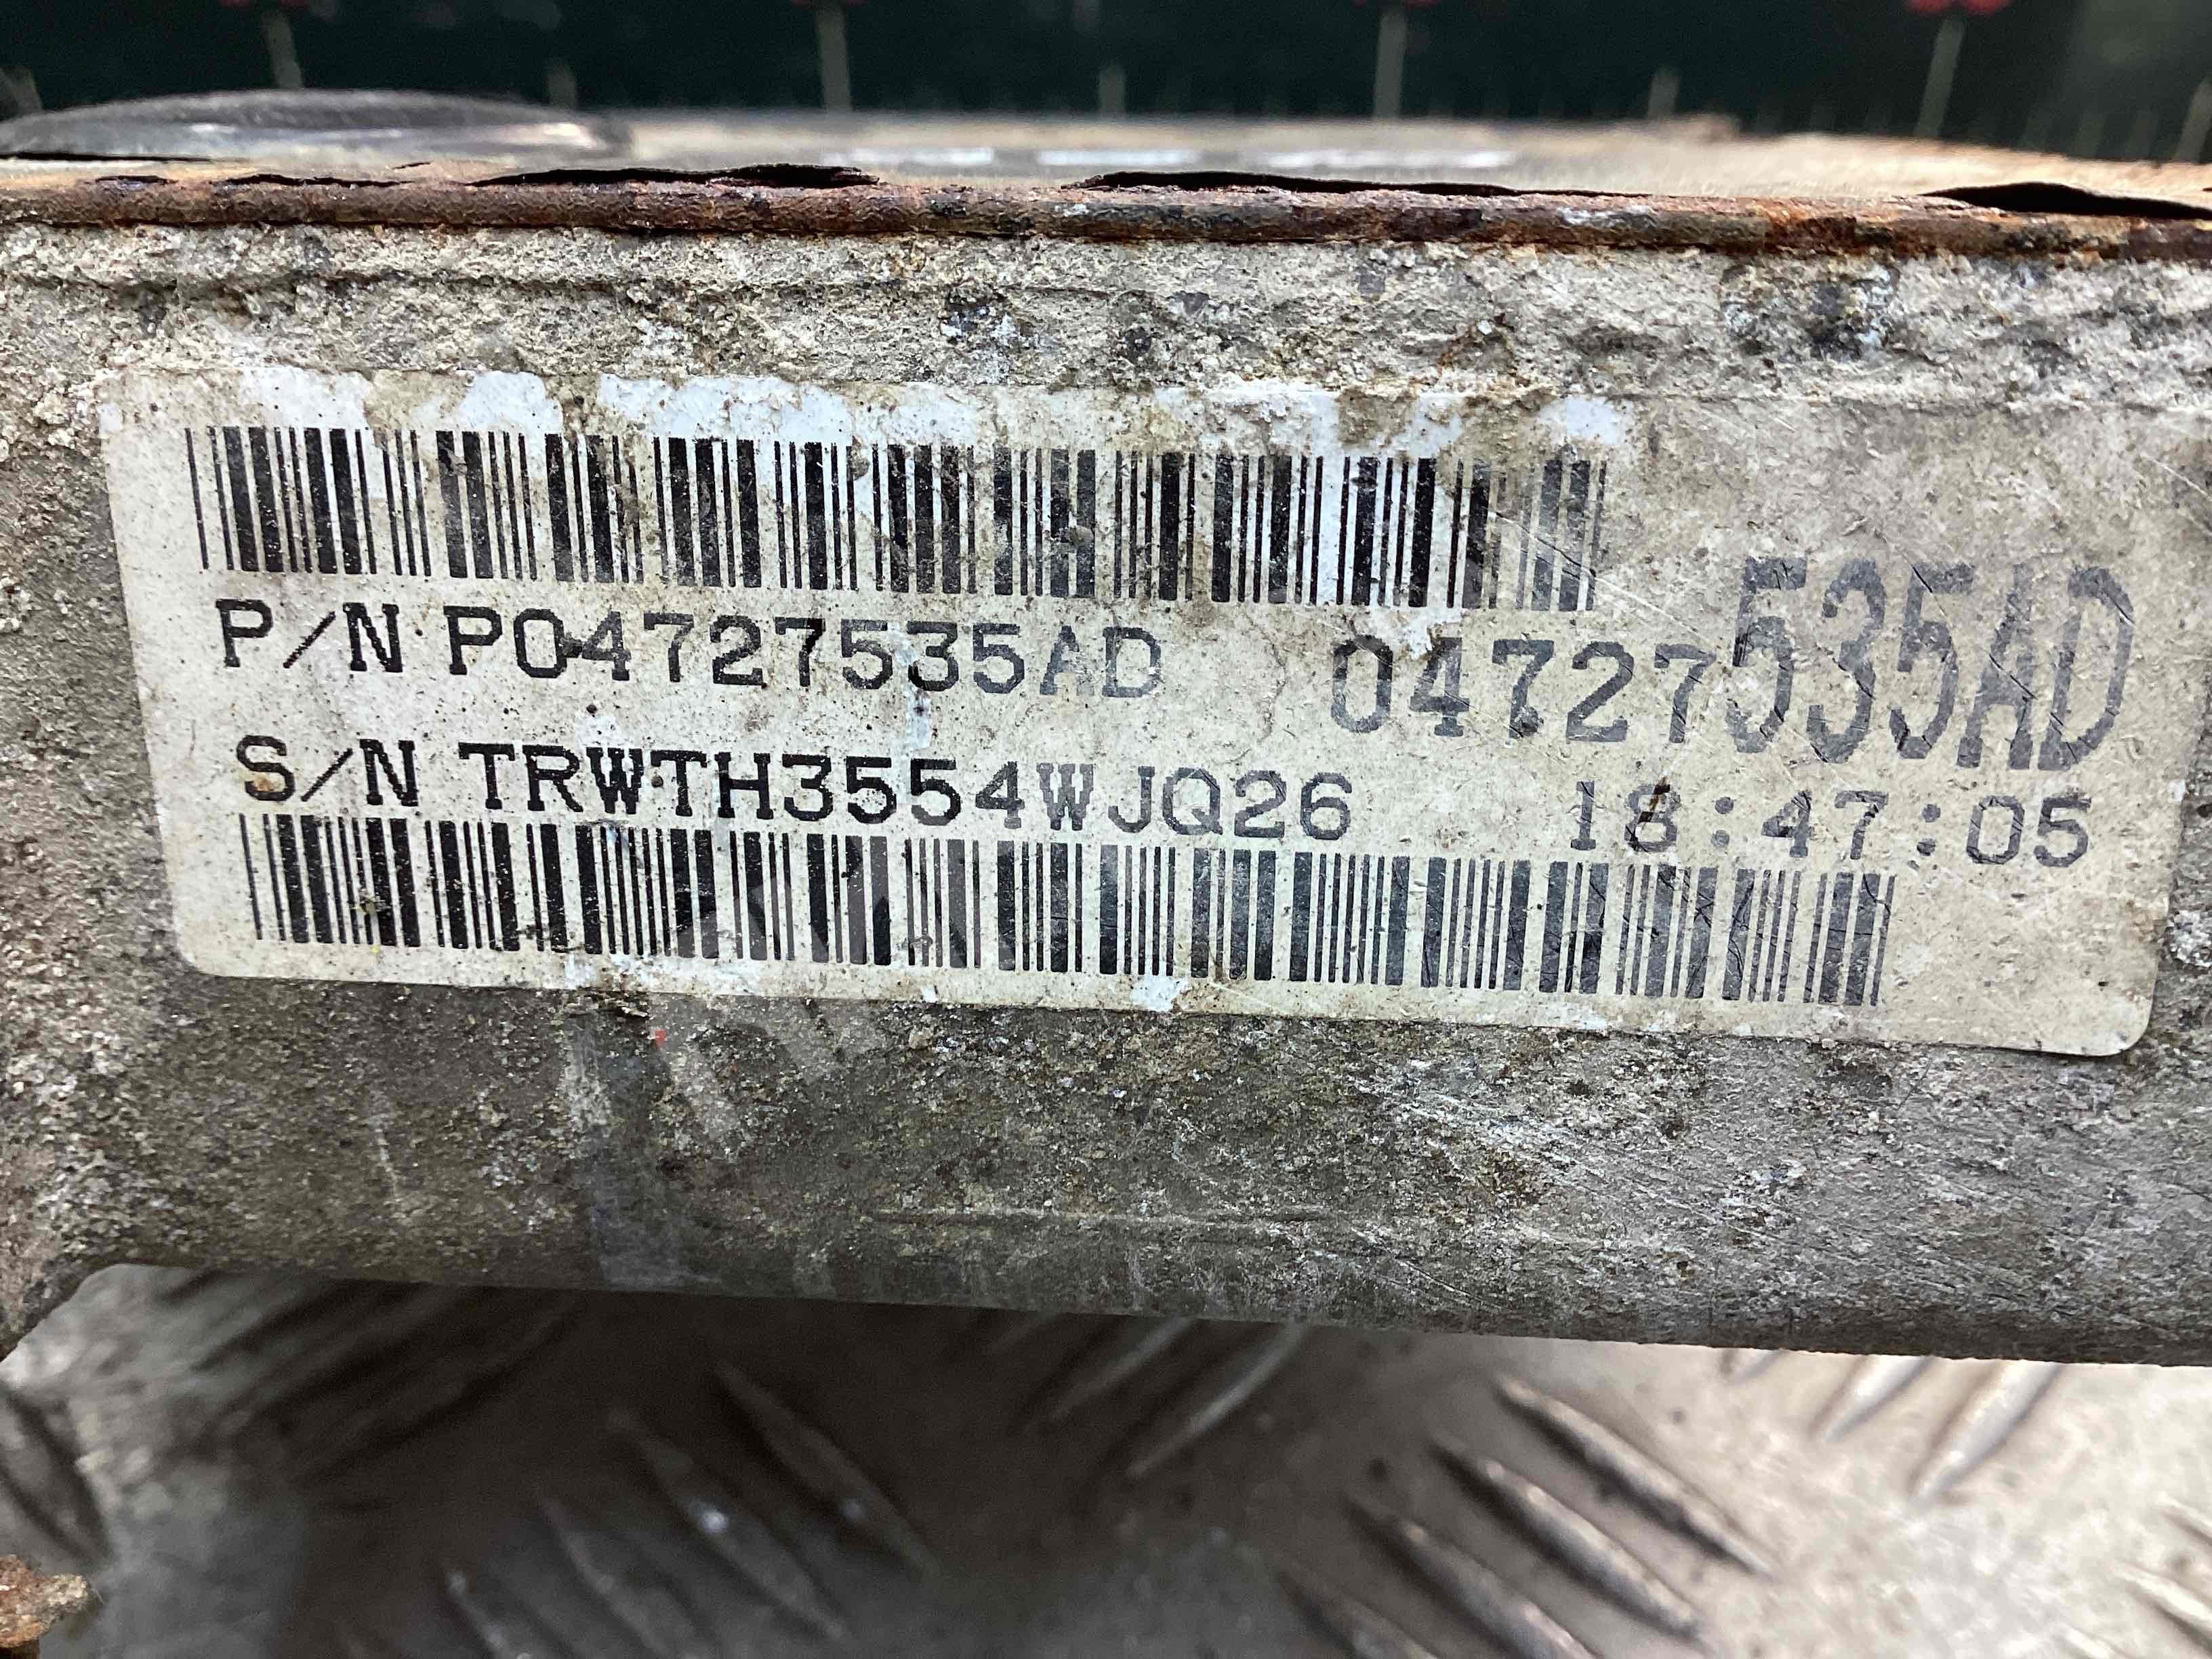 P/N P04727535AD 04727535AD
S/N TRWTH3554WJQ26 18:47:05